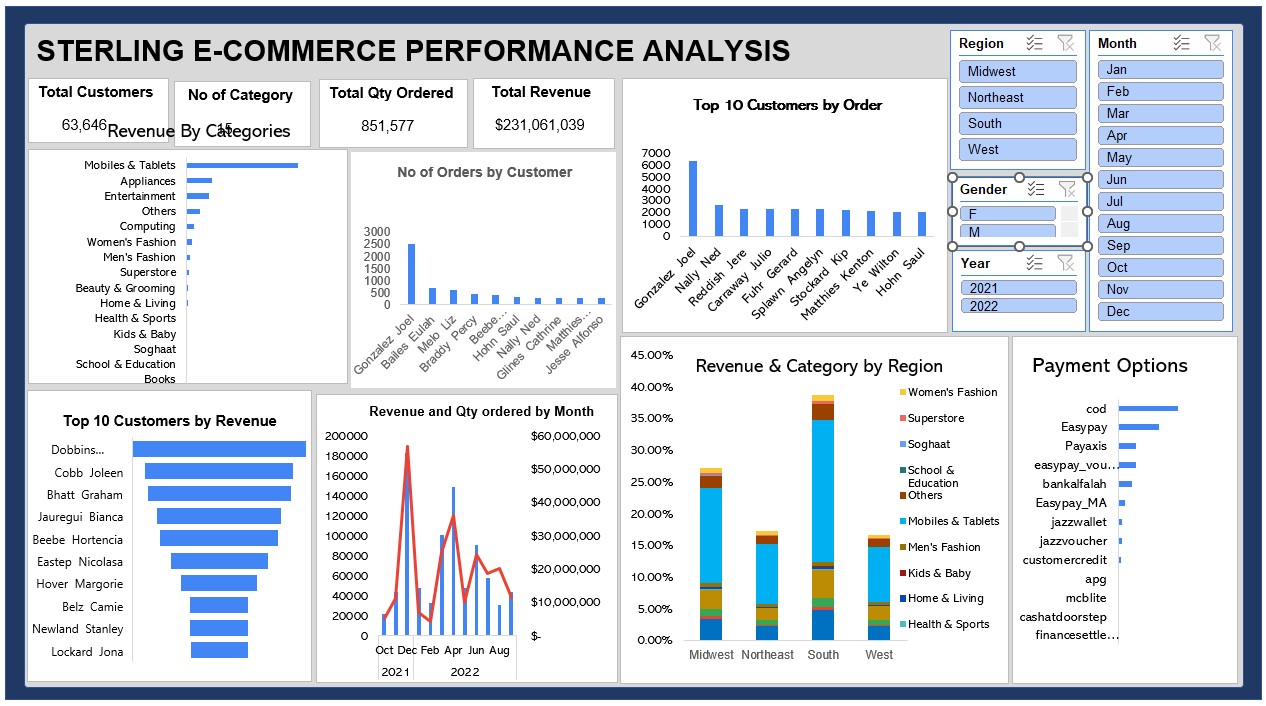 STERLING E-COMMERCE PERFORMANCE ANALYSIS
Total Customers
63,646
No of Category
15
Total Qty Ordered
851,577
Total Revenue
$231,061,039
Revenue By Categories
Mobiles & Tablets
Appliances
Entertainment
Others
Computing
Women's Fashion
Men's Fashion
Superstore
Beauty & Grooming
Home & Living
Health & Sports
Kids & Baby
Soghaat
School & Education
Books
No of Orders by Customer
3000
2500
2000
1500
1000
500
0
Gonzalez Joel
Bailes Eulah
Melo Liz
Braddy Percy
Beebe...
Hohn Saul
Nally Ned
Glines Cathrine
Matthies...
Jesse Alfonso
Top 10 Customers by Order
7000
6000
5000
4000
3000
2000
1000
0
Gonzalez Joel
Nally Ned
Reddish Jere
Carraway Julio
Fuhr Gerard
Splawn Angelyn
Stockard Kip
Matthies Kenton
Ye Wilton
Hohn Saul
Region
Midwest
Northeast
South
West
Gender
F
M
Year
2021
2022
Month
Jan
Feb
Mar
Apr
May
Jun
Jul
Aug
Sep
Oct
Nov
Dec
Top 10 Customers by Revenue
Dobbins...
Cobb Joleen
Bhatt Graham
Jauregui Bianca
Beebe Hortencia
Eastep Nicolasa
Hover Margorie
Belz Camie
Newland Stanley
Lockard Jona
Revenue and Qty ordered by Month
200000
180000
160000
140000
120000
100000
80000
60000
40000
20000
0
$60,000,000
$50,000,000
$40,000,000
$30,000,000
$20,000,000
$10,000,000
$-
Oct Dec Feb Apr Jun Aug
2021 2022
Revenue & Category by Region
45.00%
40.00%
35.00%
30.00%
25.00%
20.00%
15.00%
10.00%
5.00%
0.00%
Midwest Northeast South West
Women's Fashion
Superstore
Soghaat
School &
Education
Others
Mobiles & Tablets
Men's Fashion
Kids & Baby
Home & Living
Health & Sports
Payment Options
cod
Easypay
Payaxis
easypay_vou...
bankalfalah
Easypay_MA
jazzwallet
jazzvoucher
customercredit
apg
mcblite
cashatdoorstep
financesettle...